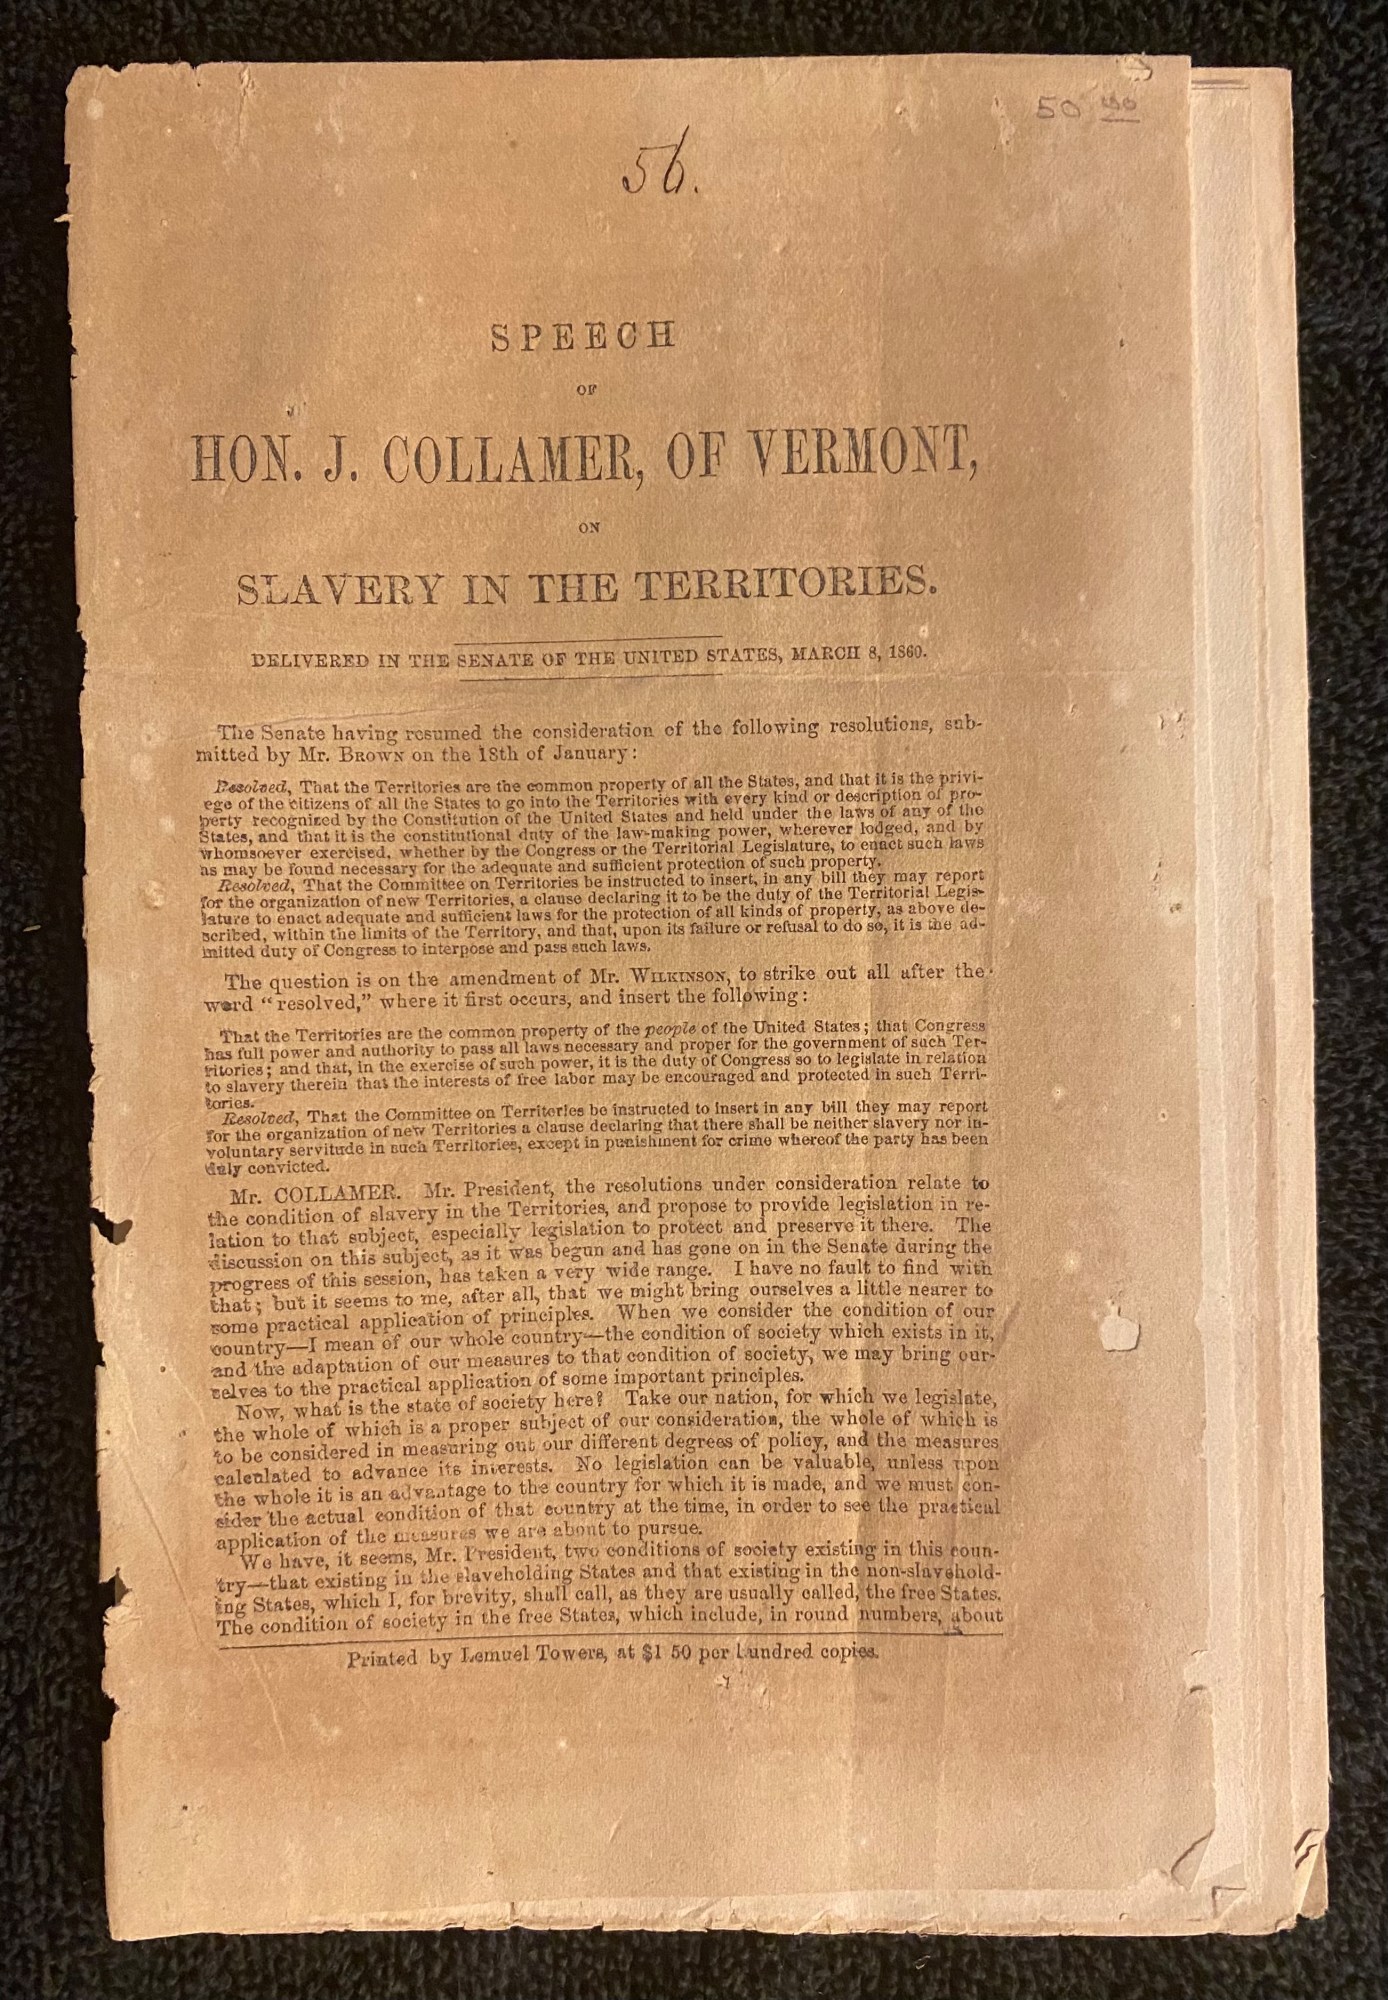 50 00
56.
SPEECH
OF
HON. J. COLLAMER, OF VERMONT,
ON
SLAVERY IN THE TERRITORIES.
DELIVERED IN THE SENATE OF THE UNITED STATES, MARCH 8, 1860.
The Senate having resumed the consideration of the following resolutions, sub-
mitted by Mr. BROWN on the 18th of January:
Resolved, That the Territories are the common property of all the States, and that it is the privi-
ege of the citizens of all the States to go into the Territories with every kind or description of pro-
perty recognized by the Constitution of the United States and held under the laws of any of the
States, and that it is the constitutional duty of the law-making power, wherever lodged, and by
whomsoever exercised, whether by the Congress or the Territorial Legislature, to enact such laws
as may be found necessary for the adequate and sufficient protection of such property.
Resolved, That the Committee on Territories be instructed to insert, in any bill they may report
for the organization of new Territories, a clause declaring it to be the duty of the Territorial Legis-
lature to enact adequate and sufficient laws for the protection of all kinds of property, as above de-
scribed, within the limits of the Territory, and that, upon its failure or refusal to do so, it is the ad-
mitted duty of Congress to interpose and pass such laws.
The question is on the amendment of Mr. WILKINSON, to strike out all after the
word "resolved," where it first occurs, and insert the following:
That the Territories are the common property of the people of the United States; that Congress
has full power and authority to pass all laws necessary and proper for the government of such Ter-
ritories; and that, in the exercise of such power, it is the duty of Congress so to legislate in relation
to slavery therein that the interests of free labor may be encouraged and protected in such Terri-
tories.
Resolved, That the Committee on Territories be instructed to insert in any bill they may report
for the organization of new Territories a clause declaring that there shall be neither slavery nor in-
voluntary servitude in such Territories, except in punishment for crime whereof the party has been
duly convicted.
Mr. COLLAMER. Mr. President, the resolutions under consideration relate to
the condition of slavery in the Territories, and propose to provide legislation in re-
lation to that subject, especially legislation to protect and preserve it there. The
discussion on this subject, as it was begun and has gone on in the Senate during the
progress of this session, has taken a very wide range. I have no fault to find with
that; but it seems to me, after all, that we might bring ourselves a little nearer to
some practical application of principles. When we consider the condition of our
country—I mean of our whole country—the condition of society which exists in it,
and the adaptation of our measures to that condition of society, we may bring our-
selves to the practical application of some important principles.
Now, what is the state of society here? Take our nation, for which we legislate,
the whole of which is a proper subject of our consideration, the whole of which is
to be considered in measuring out our different degrees of policy, and the measures
calculated to advance its interests. No legislation can be valuable, unless upon
the whole it is an advantage to the country for which it is made, and we must con-
sider the actual condition of that country at the time, in order to see the practical
application of the measures we are about to pursue.
We have, it seems, Mr. President, two conditions of society existing in this coun-
try—that existing in the slaveholding States and that existing in the non-slavehold-
ing States, which I, for brevity, shall call, as they are usually called, the free States.
The condition of society in the free States, which include, in round numbers, about
Printed by Lemuel Towers, at $1 50 per hundred copies.